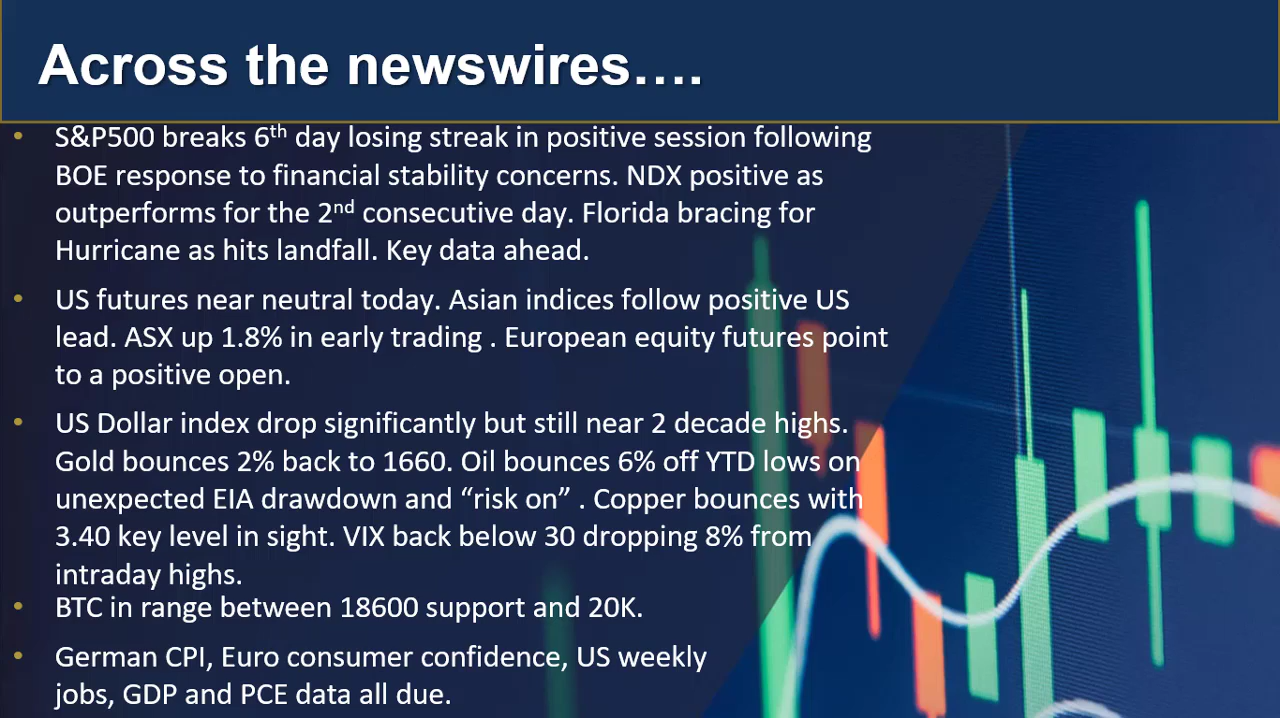 Across the newswires….
• S&P500 breaks 6th day losing streak in positive session following
BOE response to financial stability concerns. NDX positive as
outperforms for the 2nd consecutive day. Florida bracing for
Hurricane as hits landfall. Key data ahead.
• US futures near neutral today. Asian indices follow positive US
lead. ASX up 1.8% in early trading . European equity futures point
to a positive open.
• US Dollar index drop significantly but still near 2 decade highs.
Gold bounces 2% back to 1660. Oil bounces 6% off YTD lows on
unexpected EIA drawdown and “risk on” . Copper bounces with
3.40 key level in sight. VIX back below 30 dropping 8% from
intraday highs.
• BTC in range between 18600 support and 20K.
• German CPI, Euro consumer confidence, US weekly
jobs, GDP and PCE data all due.